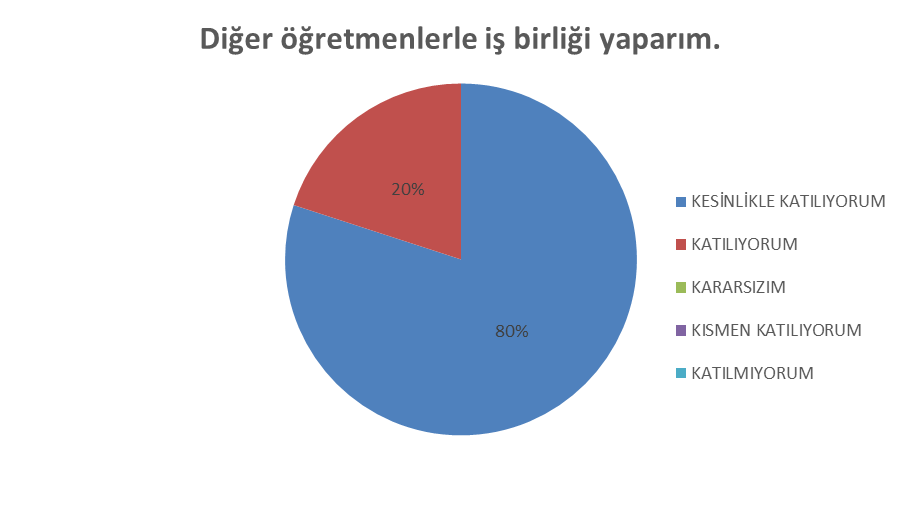 Diğer öğretmenlerle iş birliği yaparım.
20%
80%
KESİNLİKLE KATILIYORUM
KATILIYORUM
KARARSIZIM
KISMEN KATILIYORUM
KATILMIYORUM